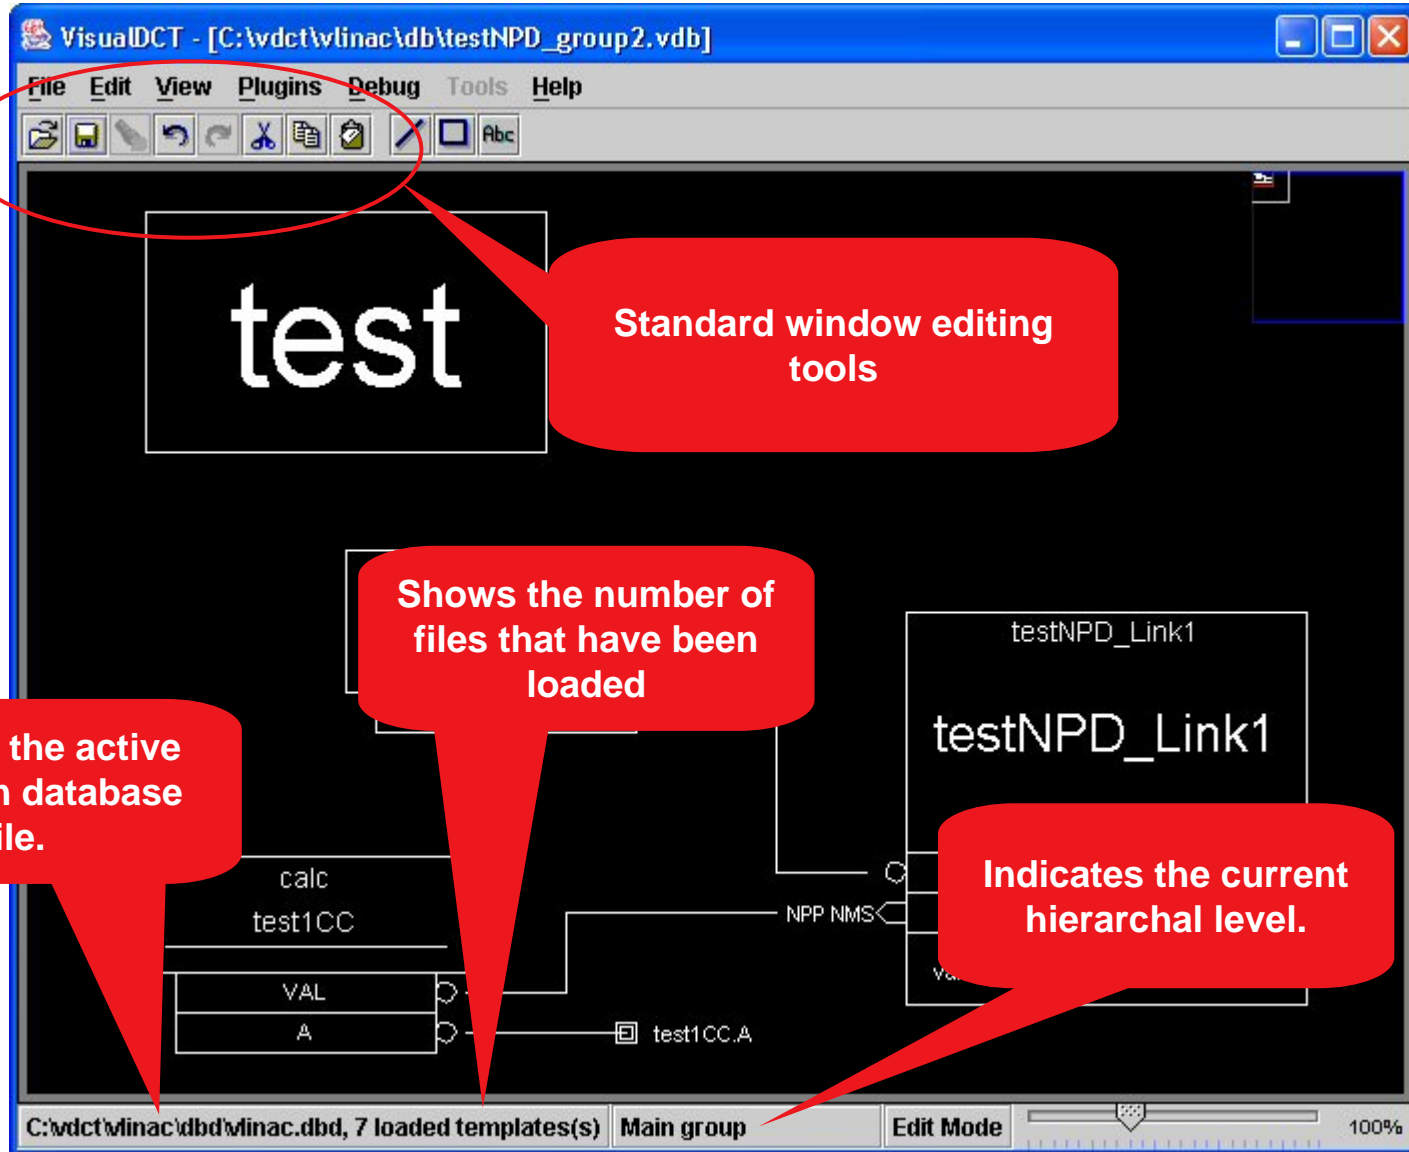 VisualDCT - [C:\vdct\vlinac\db\testNPD_group2.vdb]
File Edit View Plugins Debug Tools Help
Abc
test
Standard window editing
tools
Shows the number of
files that have been
loaded
testNPD_Link1
testNPD_Link1
the active
database
calc
test1CC
Indicates the current
hierarchal level.
NPP NMS
VAL
A
test1CC.A
C:\vdct\vlinac\dbd\vlinac.dbd, 7 loaded templates(s) Main group Edit Mode 100%